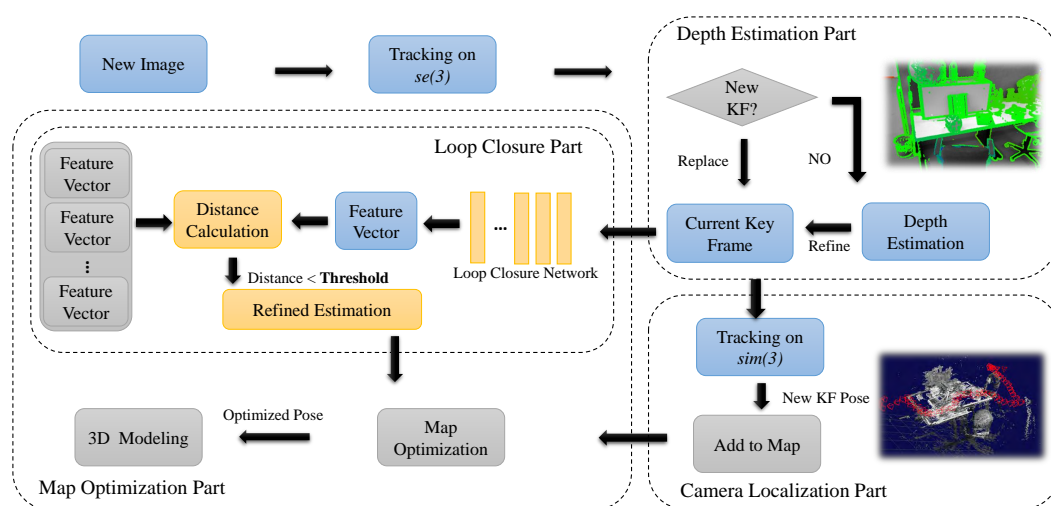 New Image
Tracking on
se(3)
Depth Estimation Part
New
KF?
Replace
NO
Current Key
Frame
Refine
Depth
Estimation
Loop Closure Part
Feature
Vector
Feature
Vector
...
Feature
Vector
Distance
Calculation
Feature
Vector
...
Loop Closure Network
Distance < Threshold
Refined Estimation
Tracking on
sim(3)
New KF Pose
Add to Map
Camera Localization Part
Map
Optimization
Optimized Pose
3D Modeling
Map Optimization Part